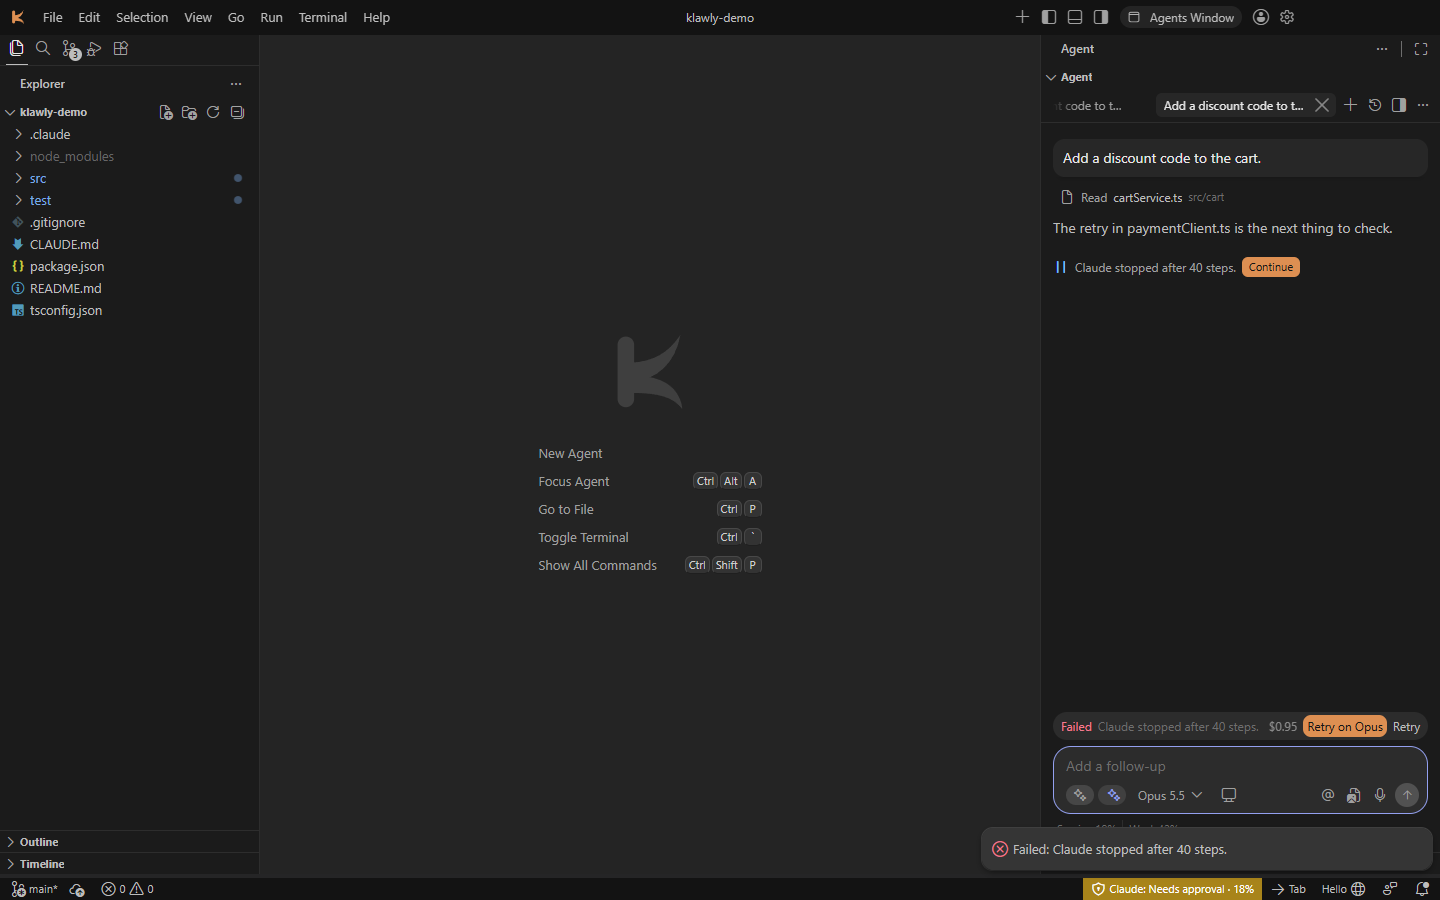 File Edit Selection View Go Run Terminal Help
klawly-demo
Agents Window
3
Explorer
klawly-demo
.claude
node_modules
src
test
.gitignore
CLAUDE.md
package.json
README.md
tsconfig.json
Outline
Timeline
New Agent
Focus Agent Ctrl Alt A
Go to File Ctrl P
Toggle Terminal Ctrl `
Show All Commands Ctrl Shift P
Agent
Agent
code to t... Add a discount code to t...
Add a discount code to the cart.
Read cartService.ts src/cart
The retry in paymentClient.ts is the next thing to check.
Claude stopped after 40 steps. Continue
Failed Claude stopped after 40 steps. $0.95 Retry on Opus Retry
Add a follow-up
Opus 5.5
@
Failed: Claude stopped after 40 steps.
main* 0 0
Claude: Needs approval · 18% Tab Hello